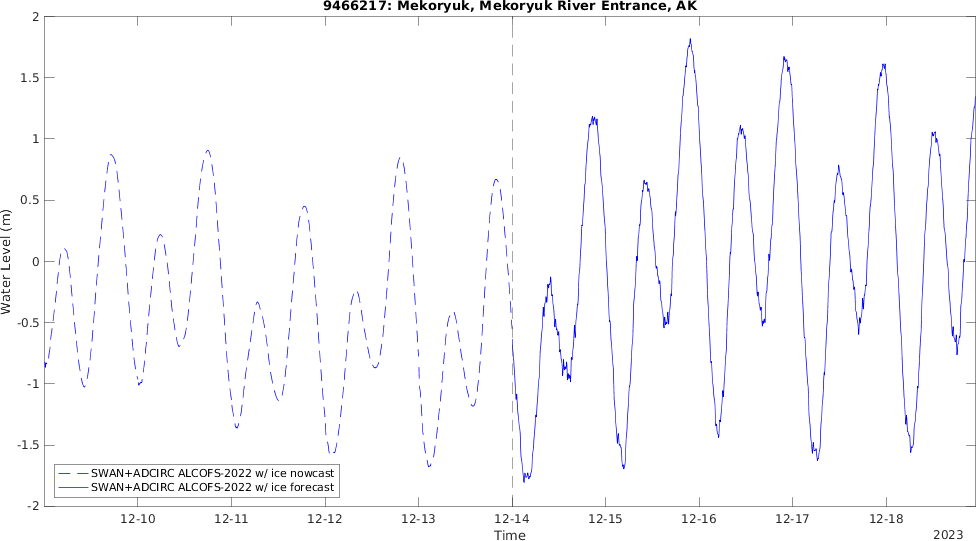 9466217: Mekoryuk, Mekoryuk River Entrance, AK
2
1.5
1
0.5
0
-0.5
-1
-1.5
-2
Water Level (m)
SWAN+ADCIRC ALCOFS-2022 w/ ice nowcast
SWAN+ADCIRC ALCOFS-2022 w/ ice forecast
12-10 12-11 12-12 12-13 12-14 12-15 12-16 12-17 12-18
Time
2023